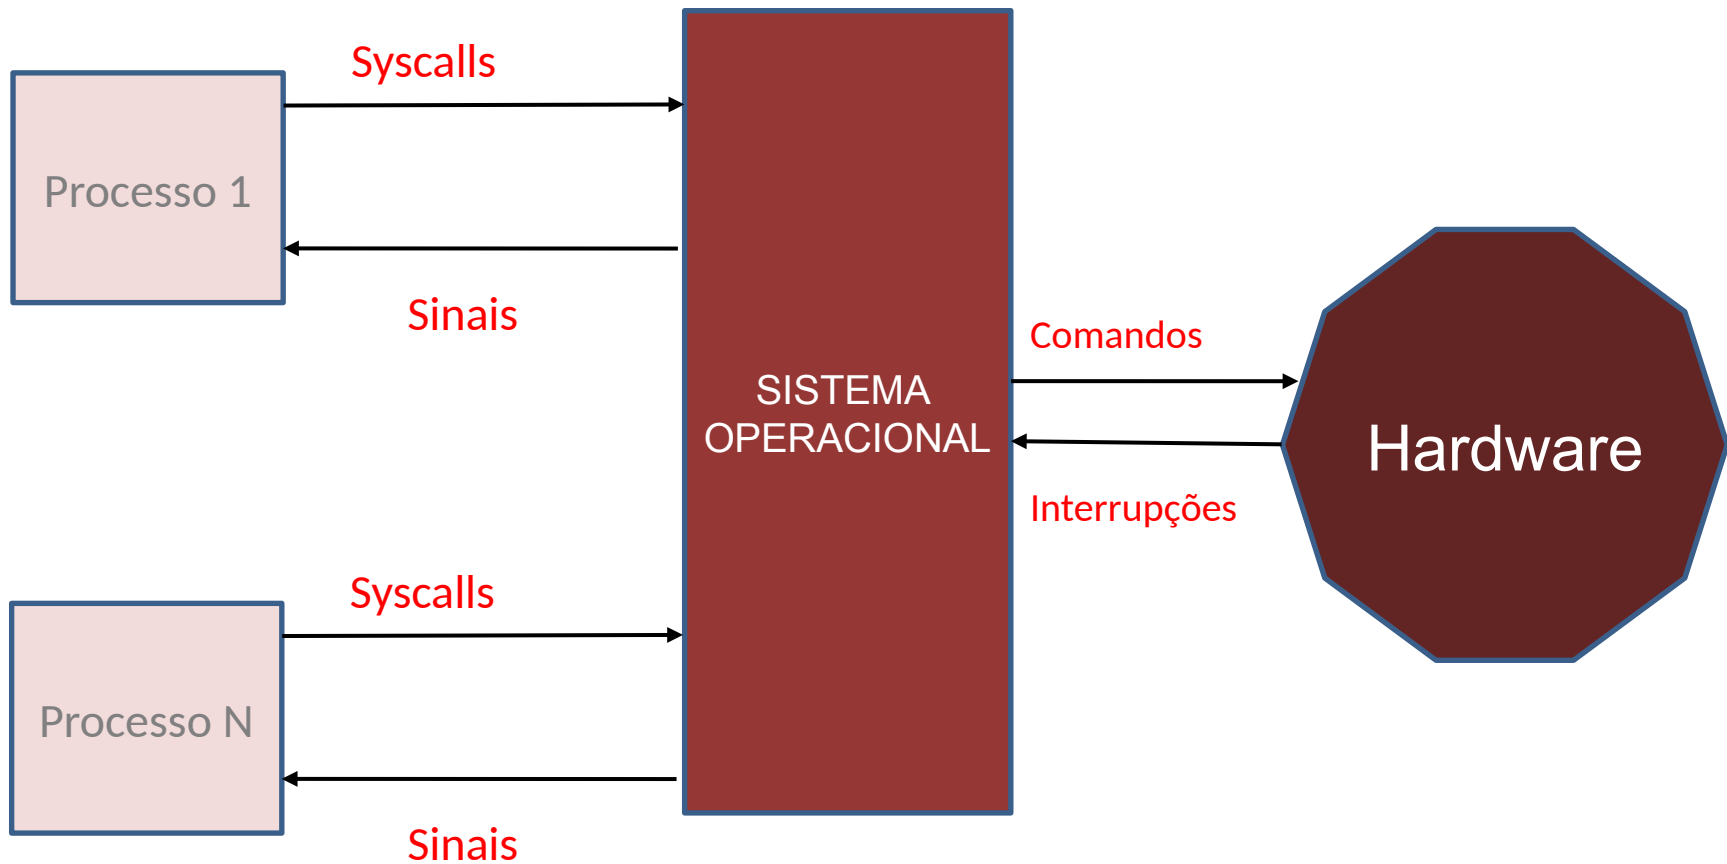 Syscalls
Processo 1
Sinais
SISTEMA
OPERACIONAL
Comandos
Hardware
Interrupções
Syscalls
Processo N
Sinais